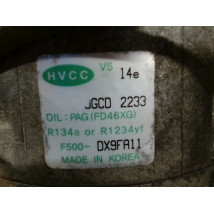 HVCC VS 14e
JGCD 2233
OIL: PAG(FD46XG)
R134a or R1234yf
F500- DX9FA11
MADE IN KOREA